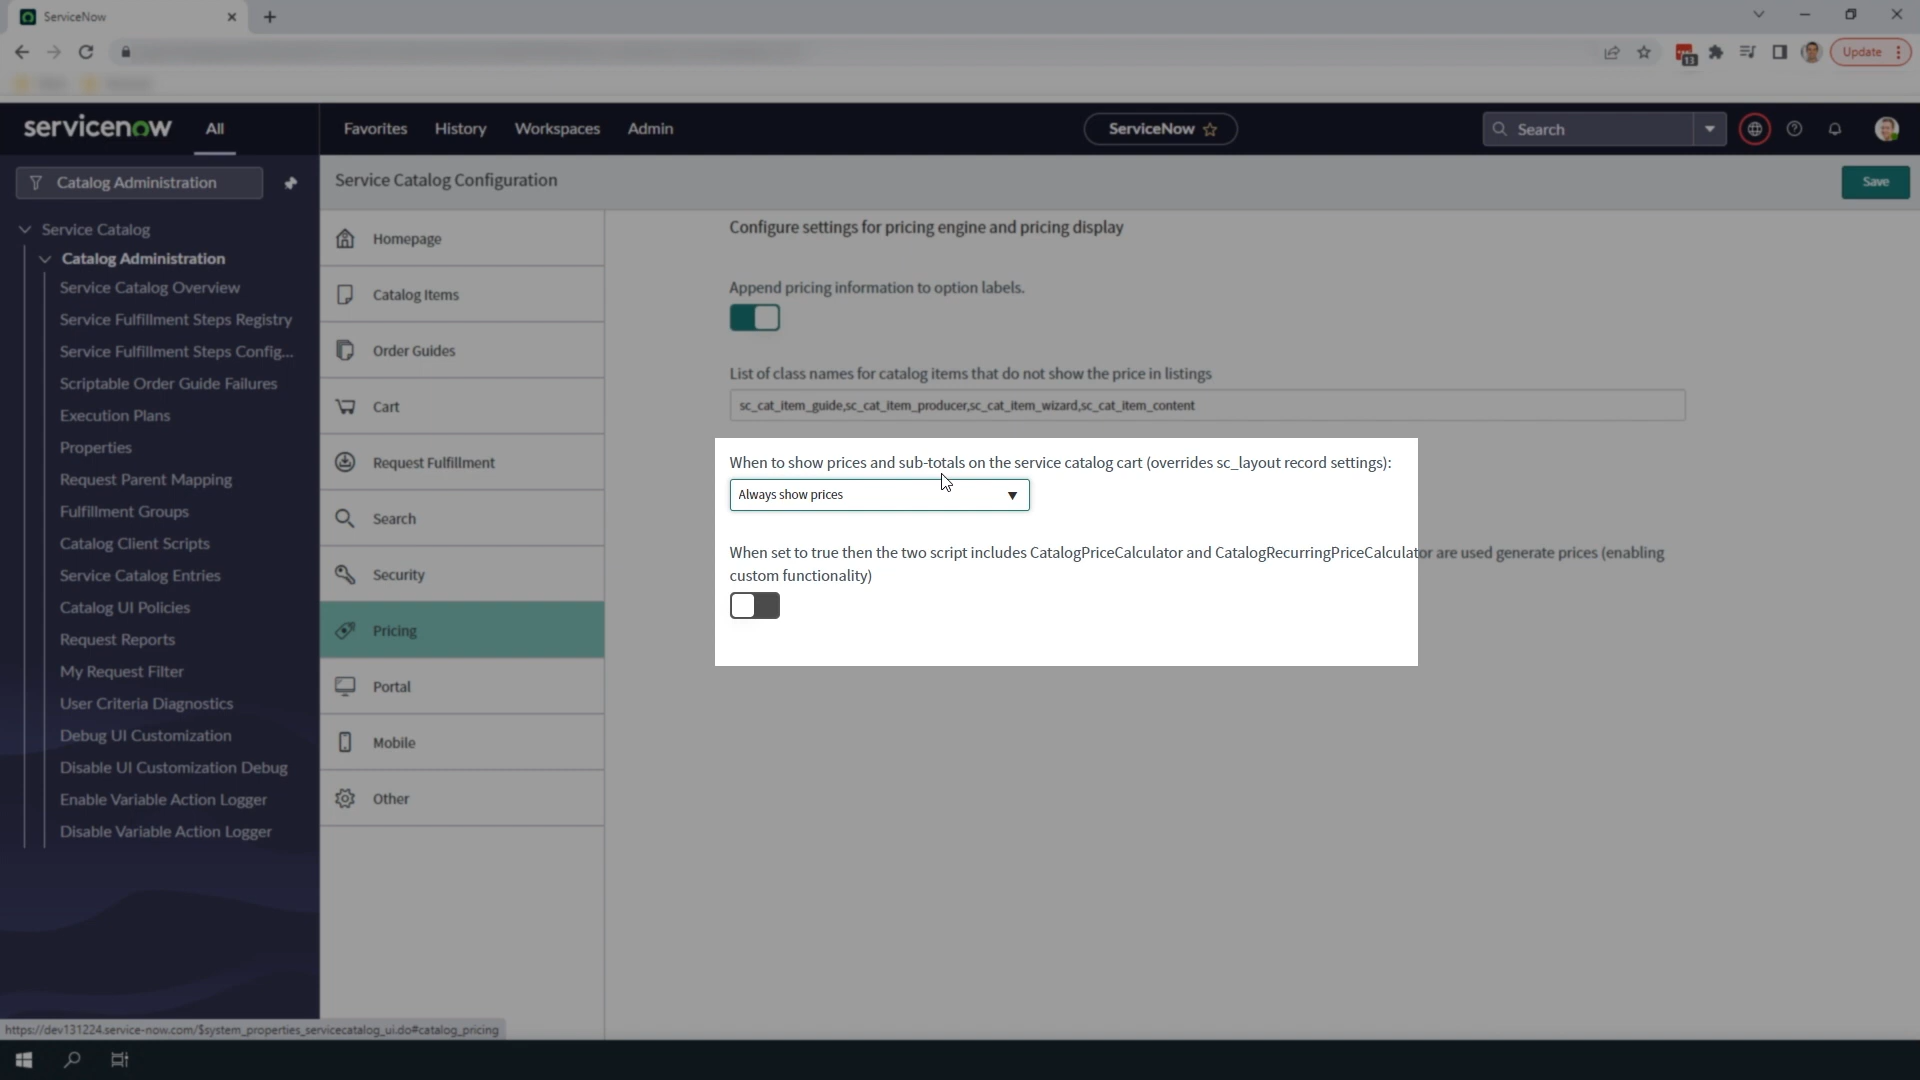 ServiceNow
13
Update
servicenow
All
Favorites
History
Workspaces
Admin
ServiceNow
Search
Catalog Administration
Service Catalog Configuration
Save
Service Catalog
Catalog Administration
Service Catalog Overview
Service Fulfillment Steps Registry
Service Fulfillment Steps Config...
Scriptable Order Guide Failures
Execution Plans
Properties
Request Parent Mapping
Fulfillment Groups
Catalog Client Scripts
Service Catalog Entries
Catalog UI Policies
Request Reports
My Request Filter
User Criteria Diagnostics
Debug UI Customization
Disable UI Customization Debug
Enable Variable Action Logger
Disable Variable Action Logger
Homepage
Catalog Items
Order Guides
Cart
Request Fulfillment
Search
Security
Pricing
Portal
Mobile
Other
Configure settings for pricing engine and pricing display
Append pricing information to option labels.
List of class names for catalog items that do not show the price in listings
sc_cat_item_guide,sc_cat_item_producer,sc_cat_item_wizard,sc_cat_item_content
When to show prices and sub-totals on the service catalog cart (overrides sc_layout record settings):
Always show prices
When set to true then the two script includes CatalogPriceCalculator and CatalogRecurringPriceCalculator are used generate prices (enabling
custom functionality)
https://dev131224.service-now.com/$system_properties_servicecatalog_ui.do#catalog_pricing